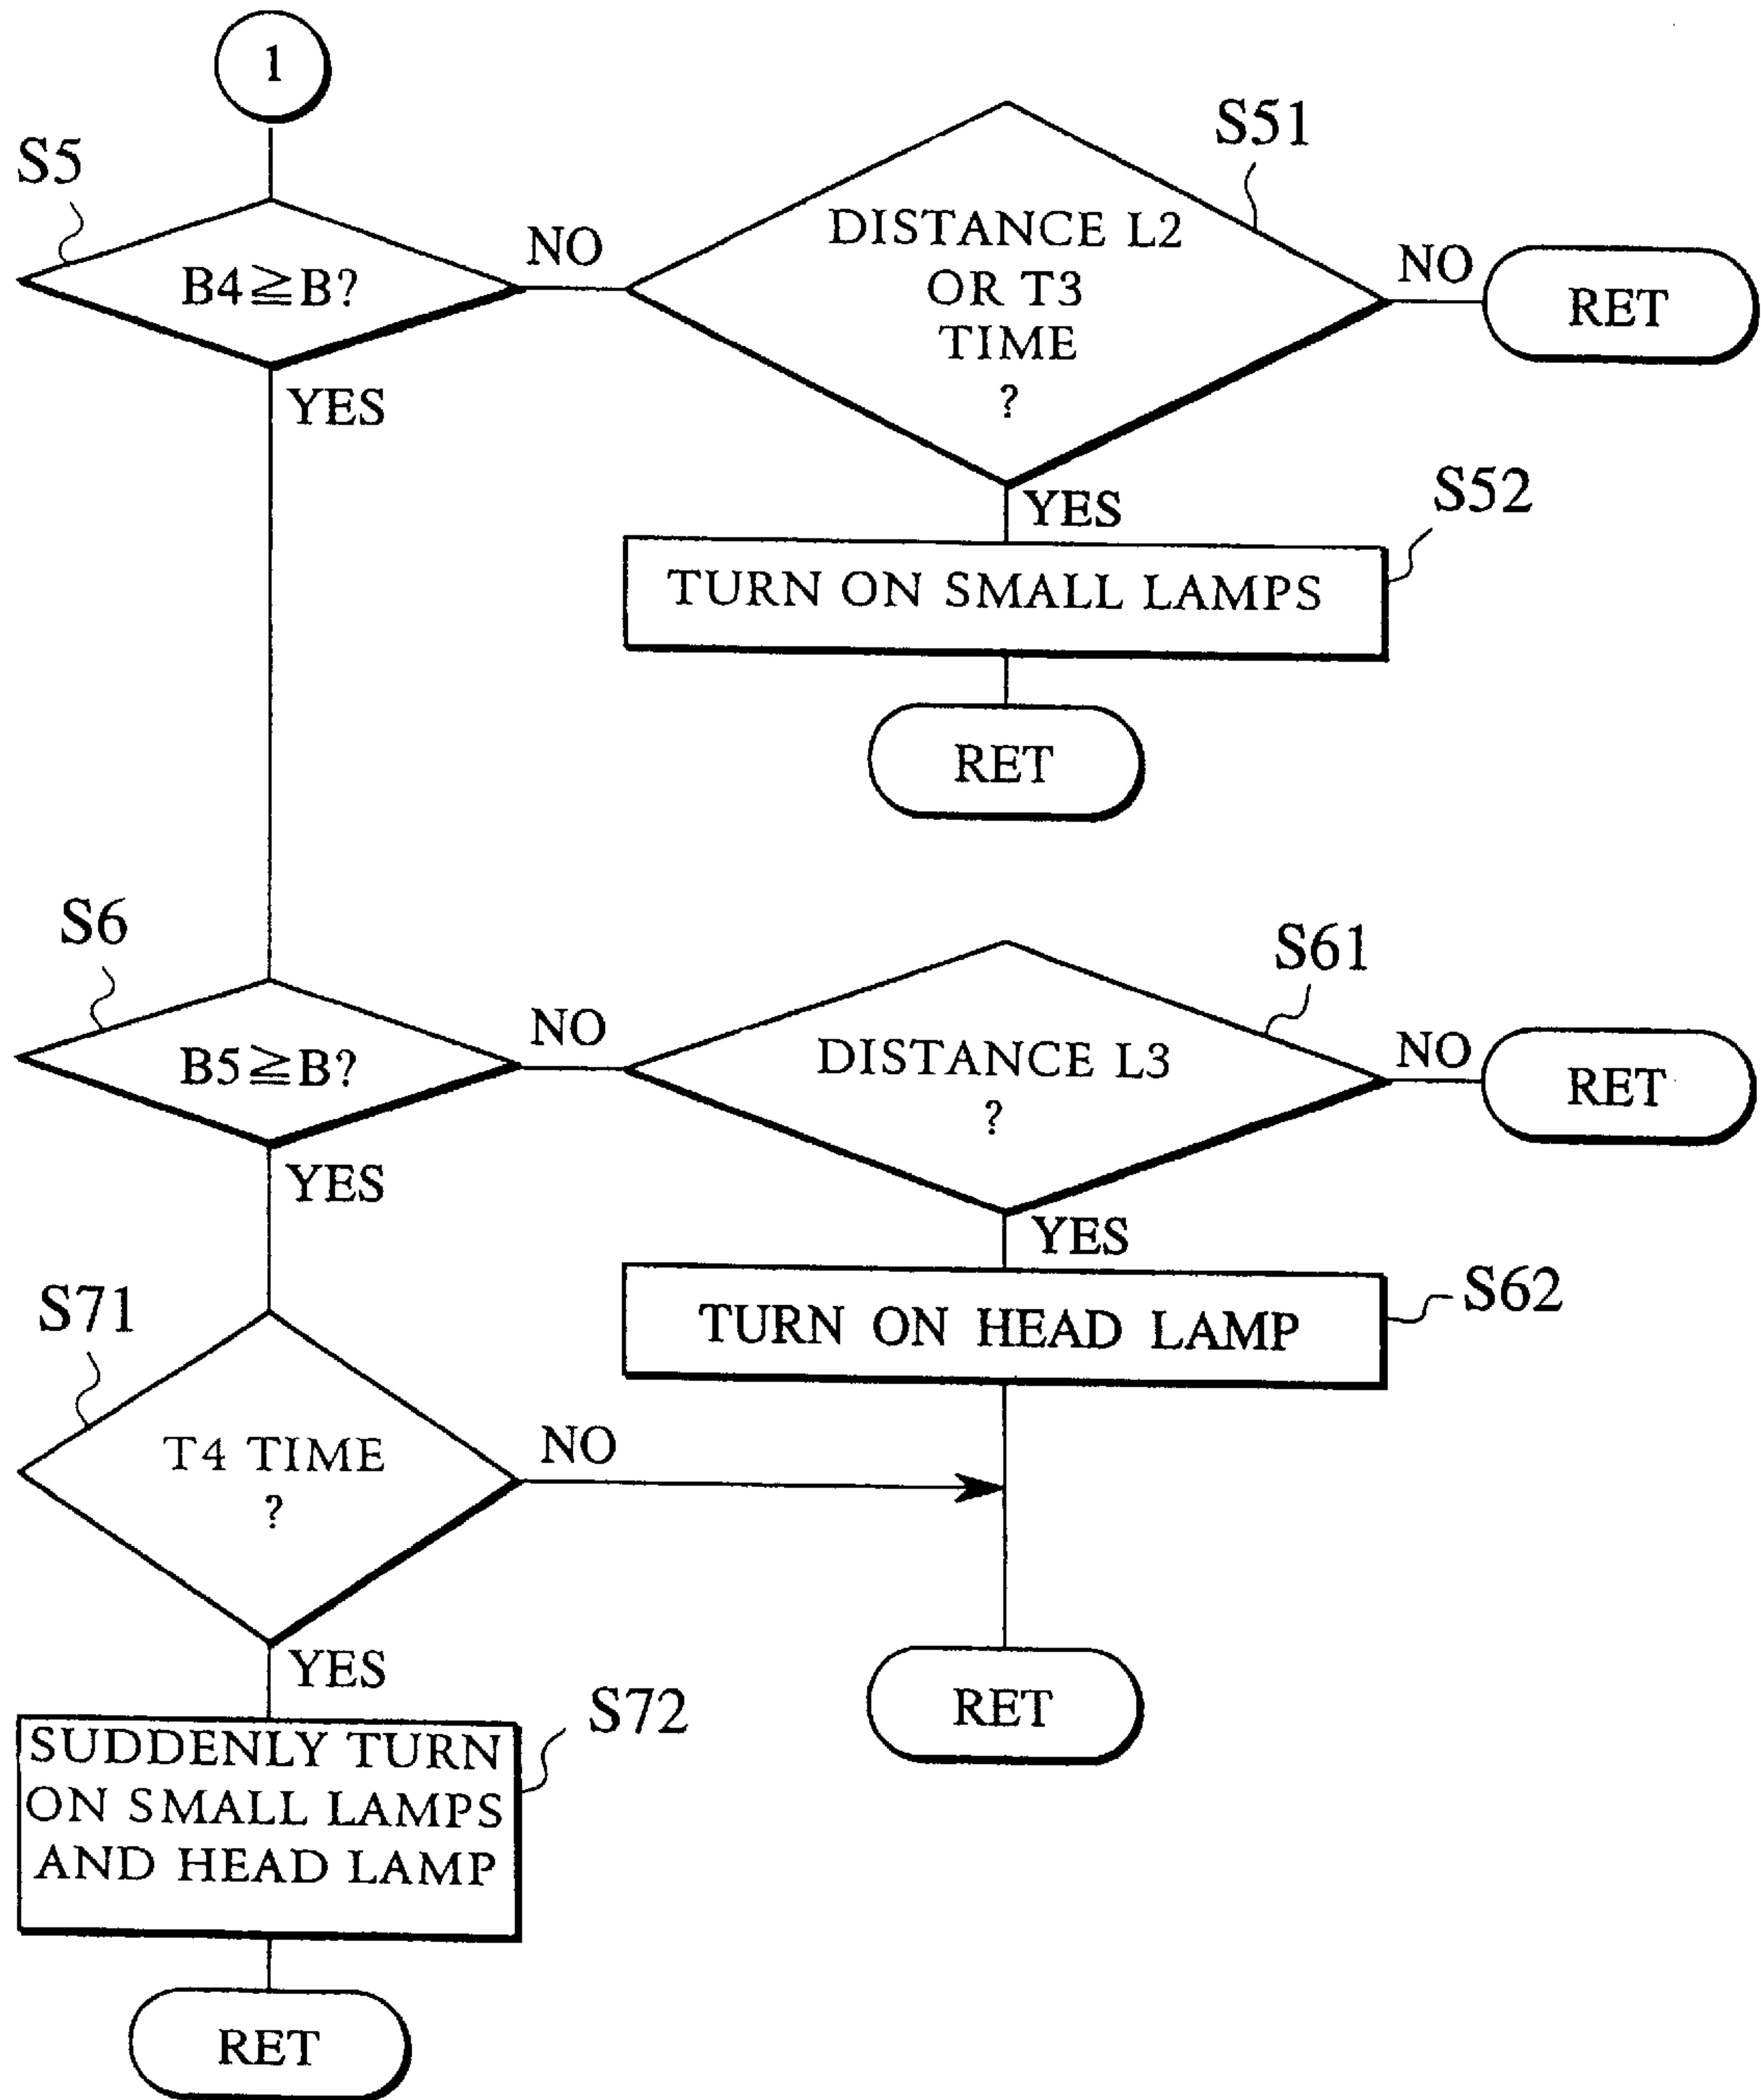 1
S5
B4≧B?
NO
YES
S51
DISTANCE L2
OR T3
TIME
?
NO
RET
YES
S52
TURN ON SMALL LAMPS
RET
S6
B5≧B?
NO
YES
S61
DISTANCE L3
?
NO
RET
YES
S62
TURN ON HEAD LAMP
S71
T4 TIME
?
NO
RET
YES
S72
SUDDENLY TURN
ON SMALL LAMPS
AND HEAD LAMP
RET